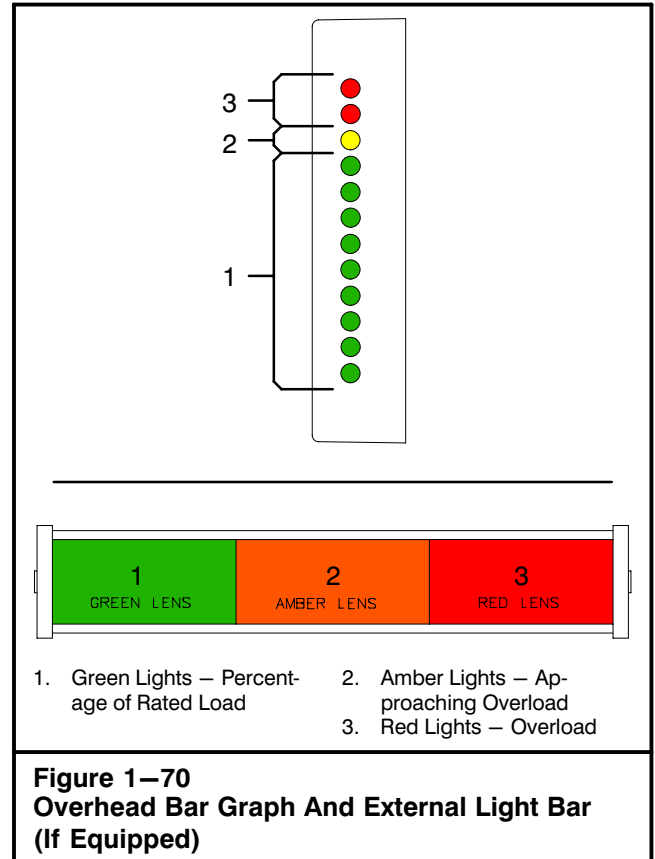 3
2
1
1
GREEN LENS
2
AMBER LENS
3
RED LENS
1. Green Lights — Percent-
age of Rated Load
2. Amber Lights — Ap-
proaching Overload
3. Red Lights — Overload
Figure 1—70
Overhead Bar Graph And External Light Bar
(If Equipped)